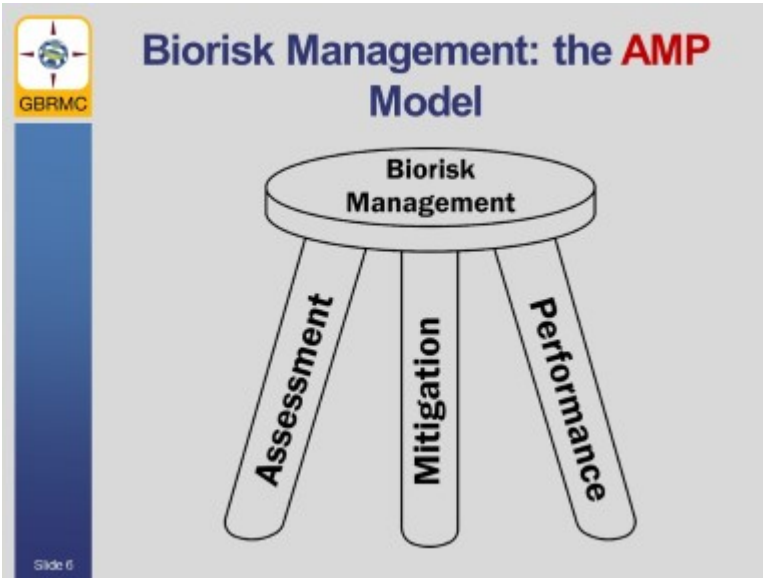 GBRMC
Biorisk Management: the AMP
Model
Biorisk
Management
Assessment
Mitigation
Performance
Slide 6